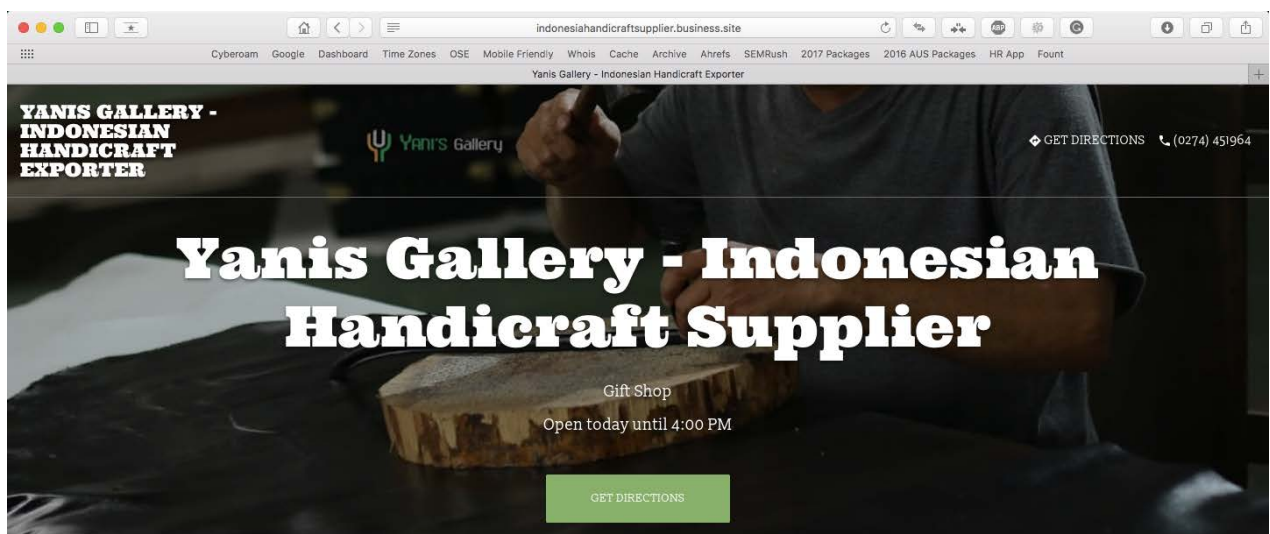 indonesiahandicraftsupplier.business.site
ABP
Cyberoam Google Dashboard Time Zones OSE Mobile Friendly Whois Cache Archive Ahrefs SEMRush 2017 Packages 2016 AUS Packages HR App Fount
Yanis Gallery - Indonesian Handicraft Exporter
YANIS GALLERY -
INDONESIAN
HANDICRAFT
EXPORTER
YANI'S Gallery
GET DIRECTIONS (0274) 451964
Yanis Gallery - Indonesian
Handicraft Supplier
Gift Shop
Open today until 4:00 PM
GET DIRECTIONS